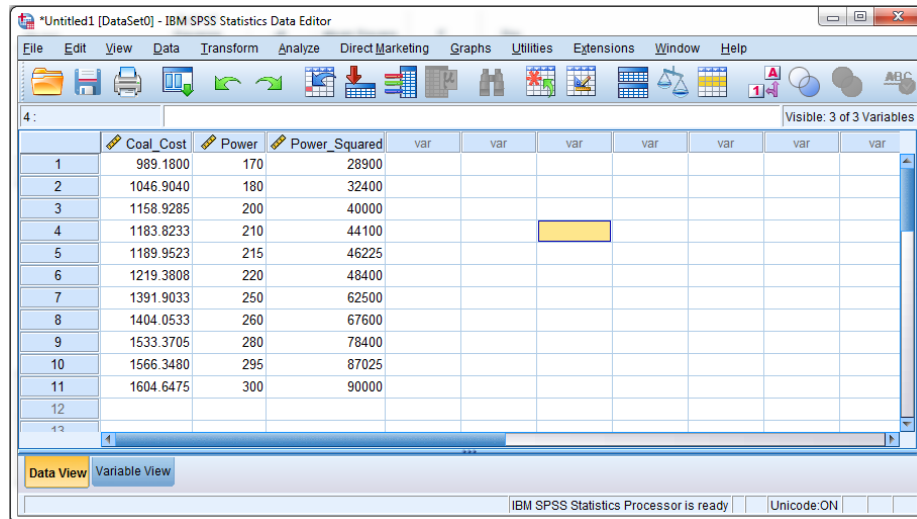 *Untitled1 [DataSet0] - IBM SPSS Statistics Data Editor
File Edit View Data Transform Analyze Direct Marketing Graphs Utilities Extensions Window Help
A
1
ABC
4 :
Visible: 3 of 3 Variables
Coal_Cost Power Power_Squared var var var var var var var
1 989.1800 170 28900
2 1046.9040 180 32400
3 1158.9285 200 40000
4 1183.8233 210 44100
5 1189.9523 215 46225
6 1219.3808 220 48400
7 1391.9033 250 62500
8 1404.0533 260 67600
9 1533.3705 280 78400
10 1566.3480 295 87025
11 1604.6475 300 90000
12
13
Data View Variable View
IBM SPSS Statistics Processor is ready Unicode:ON